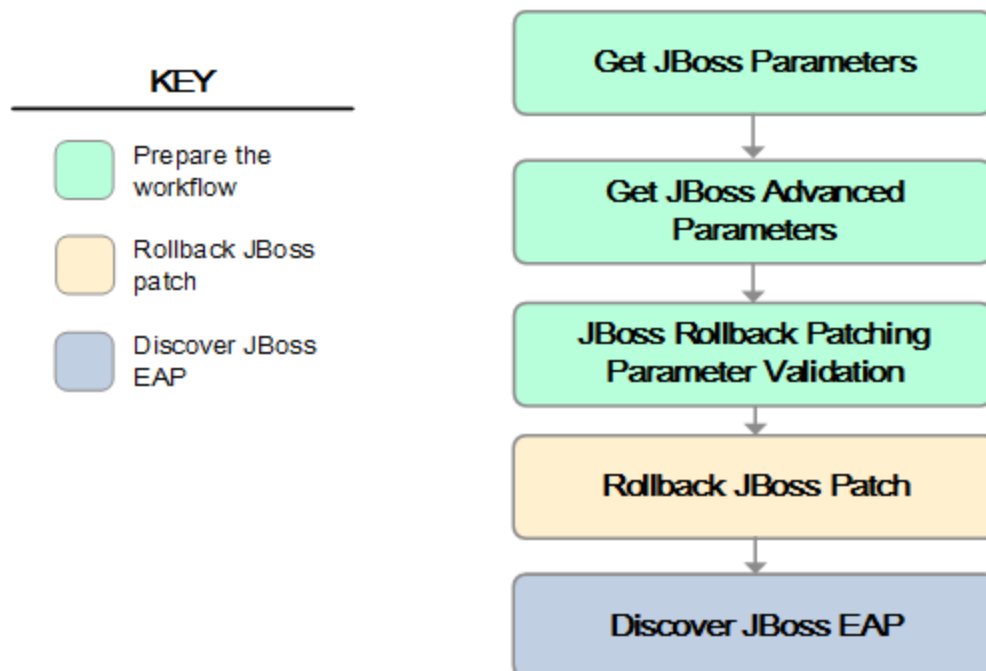 KEY
Prepare the
workflow
Rollback JBoss
patch
Discover JBoss
EAP
Get JBoss Parameters
Get JBoss Advanced
Parameters
JBoss Rollback Patching
Parameter Validation
Rollback JBoss Patch
Discover JBoss EAP